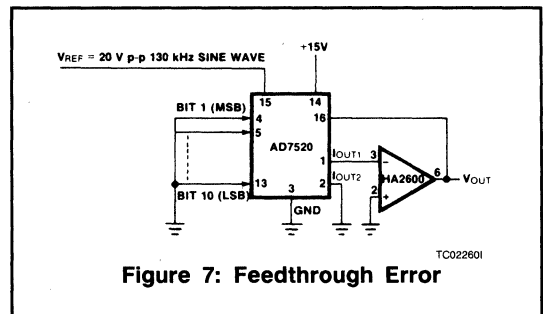 VREF = 20 V p-p 130 kHz SINE WAVE
+15V
15
14
BIT 1 (MSB)
4
16
5
AD7520
1
IOUT1
3
−
HA2600
6
VOUT
BIT 10 (LSB)
13
3
2
IOUT2
2
+
GND
TC02260I
Figure 7: Feedthrough Error